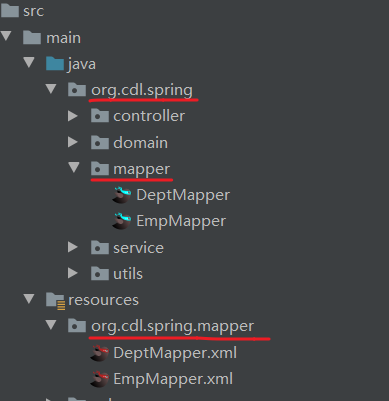 src
main
java
org.cdl.spring
controller
domain
mapper
DeptMapper
EmpMapper
service
utils
resources
org.cdl.spring.mapper
DeptMapper.xml
EmpMapper.xml